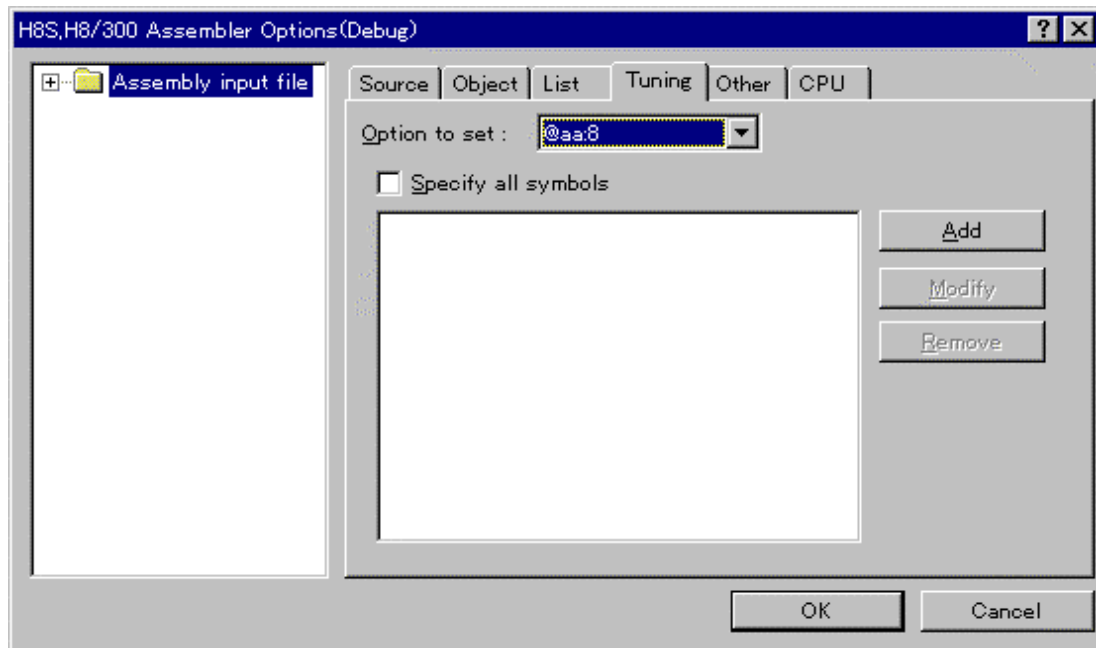 H8S,H8/300 Assembler Options(Debug)
Assembly input file
Source Object List Tuning Other CPU
Option to set : @aa:8
Specify all symbols
Add
Modify
Remove
OK Cancel